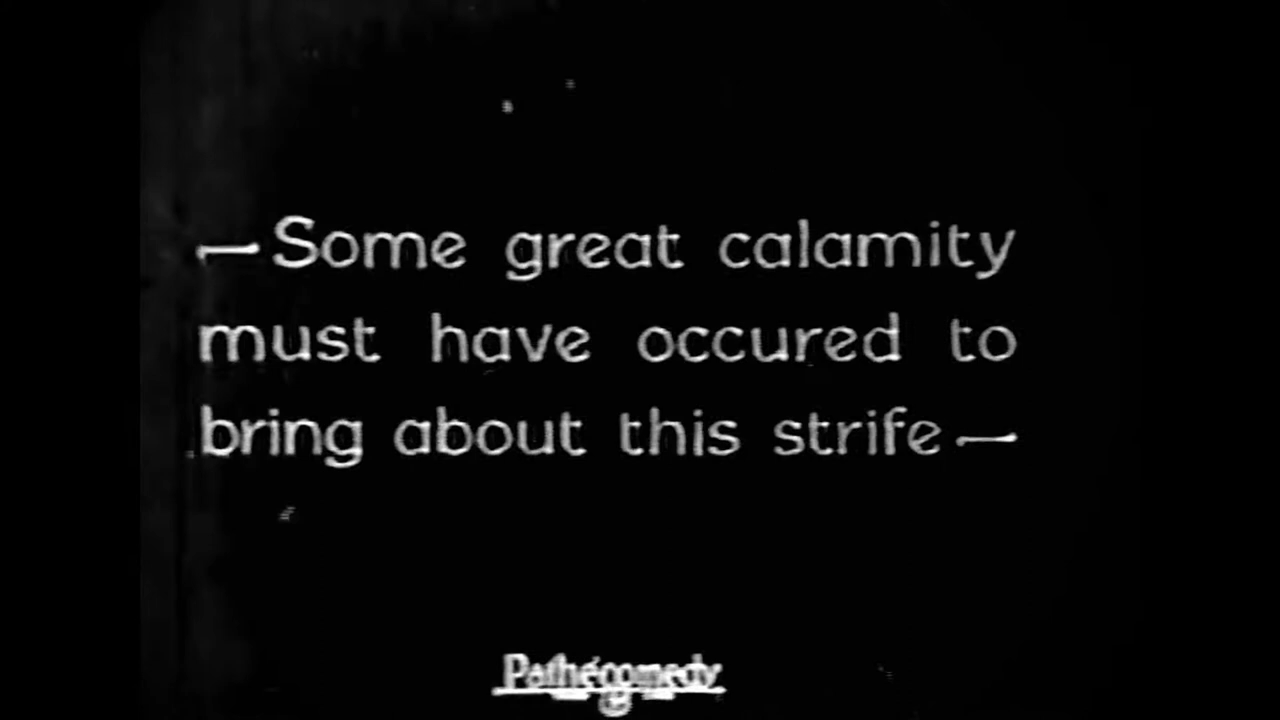 —Some great calamity
must have occured to
bring about this strife—
Pathécomedy